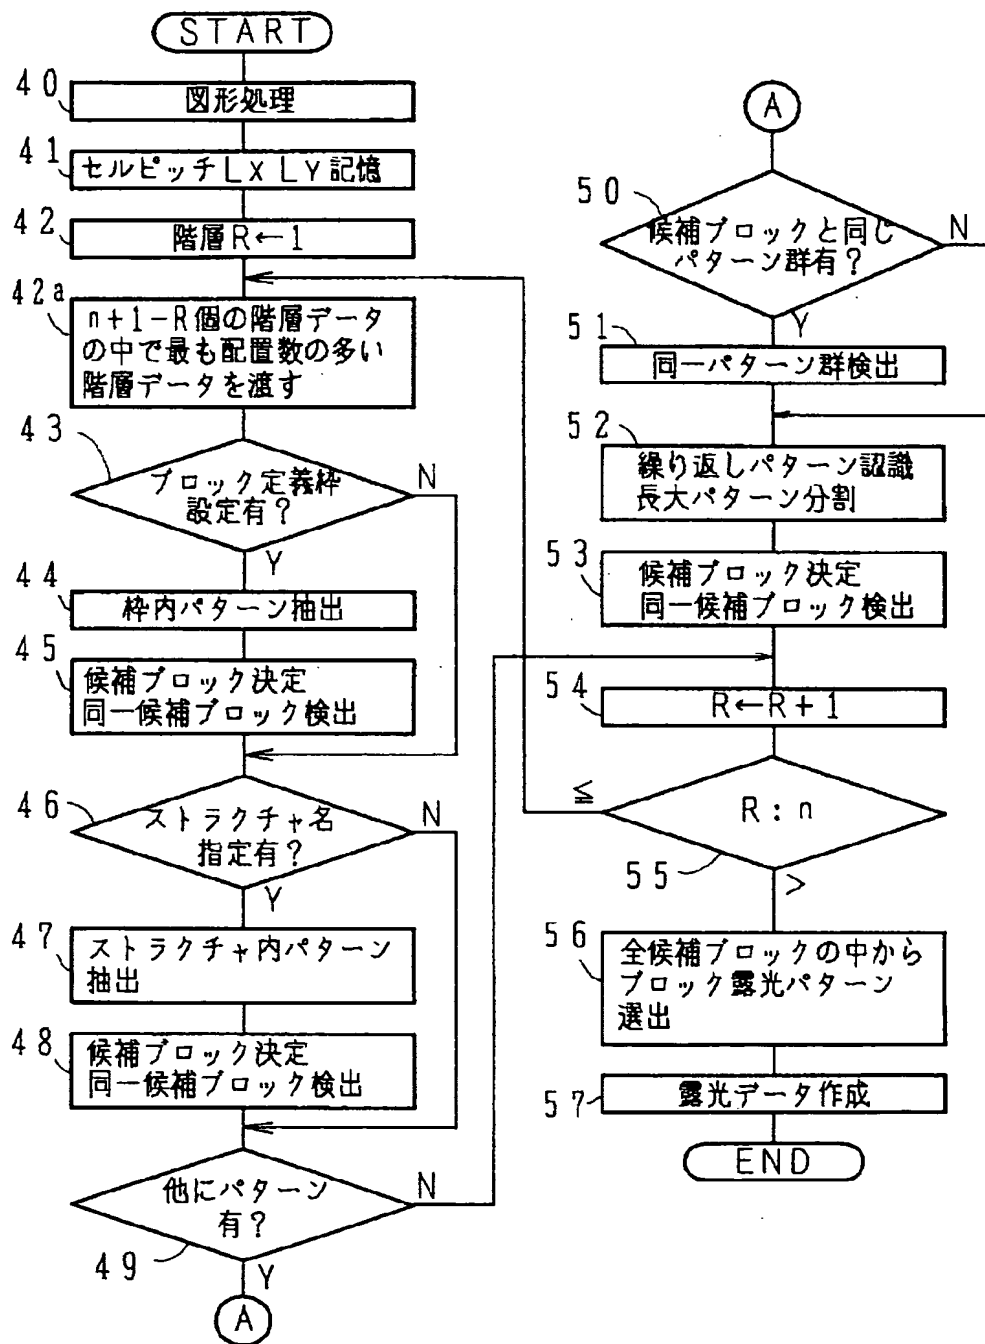 START
40
図形処理
41
セルピッチLx Ly記憶
42
階層R←1
42a
n+1-R個の階層データ
の中で最も配置数の多い
階層データを渡す
43
ブロック定義枠
設定有?
N
Y
44
枠内パターン抽出
45
候補ブロック決定
同一候補ブロック検出
46
ストラクチャ名
指定有?
N
Y
47
ストラクチャ内パターン
抽出
48
候補ブロック決定
同一候補ブロック検出
他にパターン
有?
N
49
Y
A
A
50
候補ブロックと同じ
パターン群有?
N
Y
51
同一パターン群検出
52
繰り返しパターン認識
長大パターン分割
53
候補ブロック決定
同一候補ブロック検出
54
R←R+1
≦
R:n
55
>
56
全候補ブロックの中から
ブロック露光パターン
選出
57
露光データ作成
END